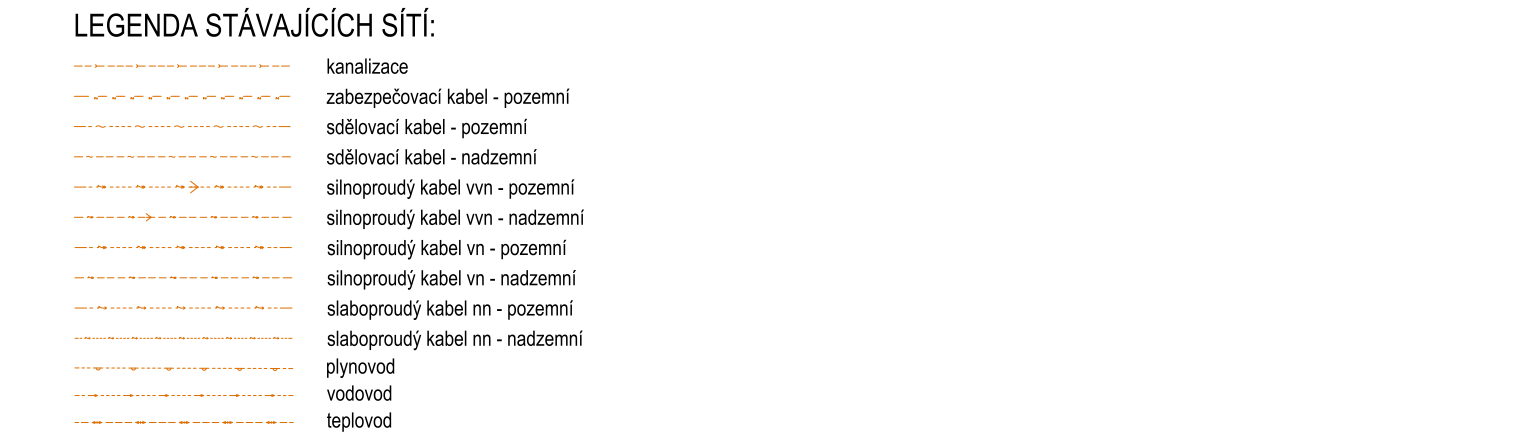 LEGENDA STÁVAJÍCÍCH SÍTÍ:
kanalizace
zabezpečovací kabel - pozemní
sdělovací kabel - pozemní
sdělovací kabel - nadzemní
silnoproudý kabel vvn - pozemní
silnoproudý kabel vvn - nadzemní
silnoproudý kabel vn - pozemní
silnoproudý kabel vn - nadzemní
slaboproudý kabel nn - pozemní
slaboproudý kabel nn - nadzemní
plynovod
vodovod
teplovod